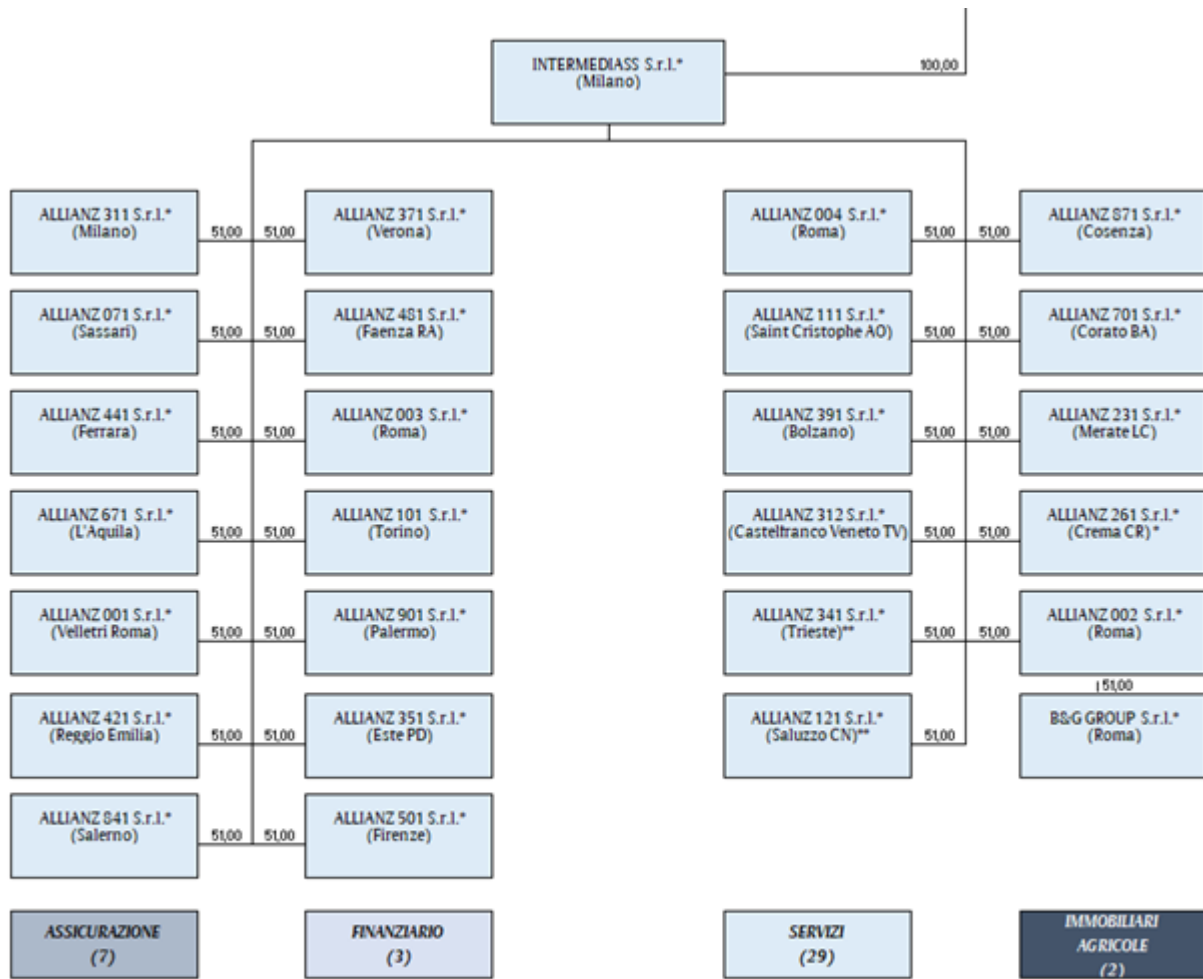 INTERMEDIASS S.r.l.*
(Milano)
100,00
ALLIANZ 311 S.r.l.*
(Milano)
51,00
51,00
ALLIANZ 371 S.r.l.*
(Verona)
ALLIANZ 004 S.r.l.*
(Roma)
51,00
51,00
ALLIANZ 871 S.r.l.*
(Cosenza)
ALLIANZ 071 S.r.l.*
(Sassari)
51,00
51,00
ALLIANZ 481 S.r.l.*
(Faenza RA)
ALLIANZ 111 S.r.l.*
(Saint Cristophe AO)
51,00
51,00
ALLIANZ 701 S.r.l.*
(Corato BA)
ALLIANZ 441 S.r.l.*
(Ferrara)
51,00
51,00
ALLIANZ 003 S.r.l.*
(Roma)
ALLIANZ 391 S.r.l.*
(Bolzano)
51,00
51,00
ALLIANZ 231 S.r.l.*
(Merate LC)
ALLIANZ 671 S.r.l.*
(L'Aquila)
51,00
51,00
ALLIANZ 101 S.r.l.*
(Torino)
ALLIANZ 312 S.r.l.*
(Castelfranco Veneto TV)
51,00
51,00
ALLIANZ 261 S.r.l.*
(Crema CR) *
ALLIANZ 001 S.r.l.*
(Velletri Roma)
51,00
51,00
ALLIANZ 901 S.r.l.*
(Palermo)
ALLIANZ 341 S.r.l.*
(Trieste)**
51,00
51,00
ALLIANZ 002 S.r.l.*
(Roma)
51,00
ALLIANZ 421 S.r.l.*
(Reggio Emilia)
51,00
51,00
ALLIANZ 351 S.r.l.*
(Este PD)
ALLIANZ 121 S.r.l.*
(Saluzzo CN)**
51,00
B&G GROUP S.r.l.*
(Roma)
ALLIANZ 841 S.r.l.*
(Salerno)
51,00
51,00
ALLIANZ 501 S.r.l.*
(Firenze)
ASSICURAZIONE
(7)
FINANZIARIO
(3)
SERVIZI
(29)
IMMOBILIARI
AGRICOLE
(2)